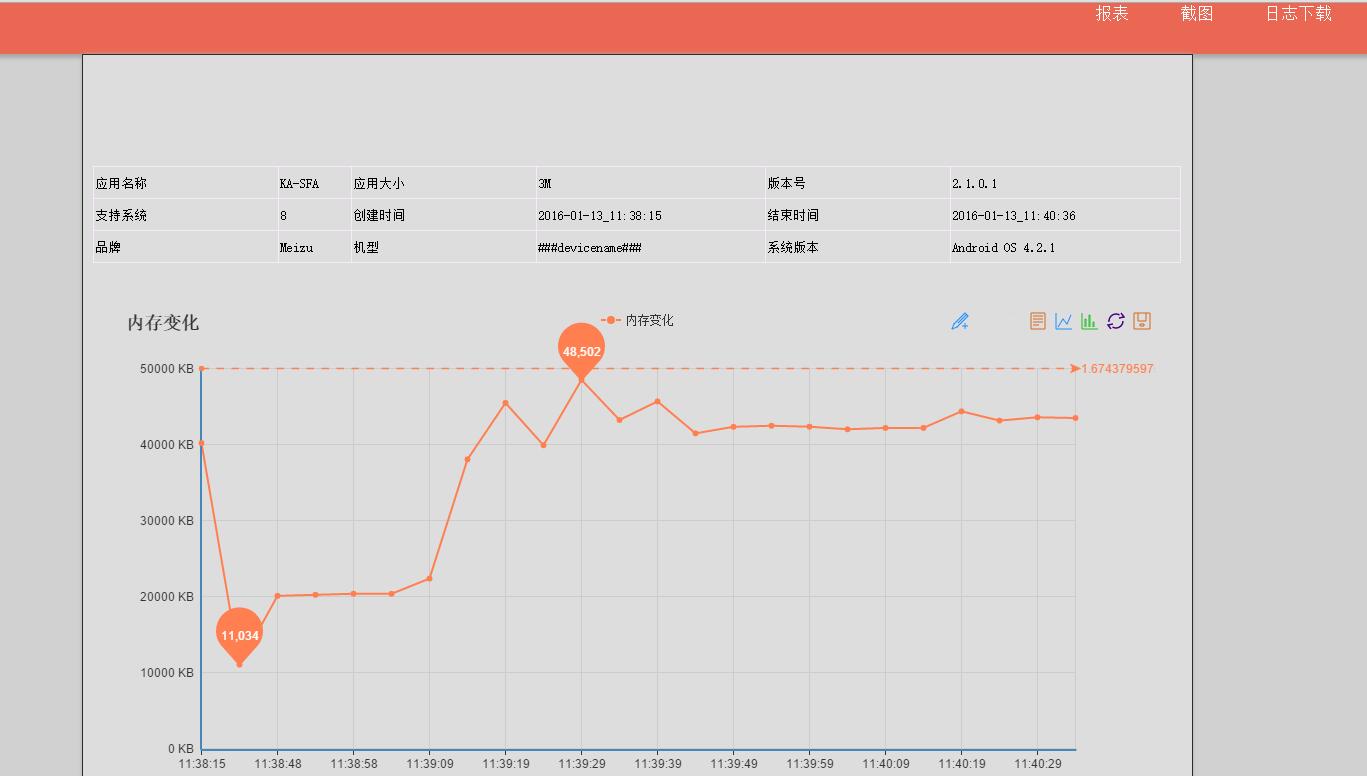 报表 截图 日志下载
应用名称 KA-SFA 应用大小 3M 版本号 2.1.0.1
支持系统 8 创建时间 2016-01-13_11:38:15 结束时间 2016-01-13_11:40:36
品牌 Meizu 机型 ###devicename### 系统版本 Android OS 4.2.1
内存变化 内存变化
48,502
50000 KB 1.674379597
40000 KB
30000 KB
20000 KB
11,034
10000 KB
0 KB
11:38:15 11:38:48 11:38:58 11:39:09 11:39:19 11:39:29 11:39:39 11:39:49 11:39:59 11:40:09 11:40:19 11:40:29